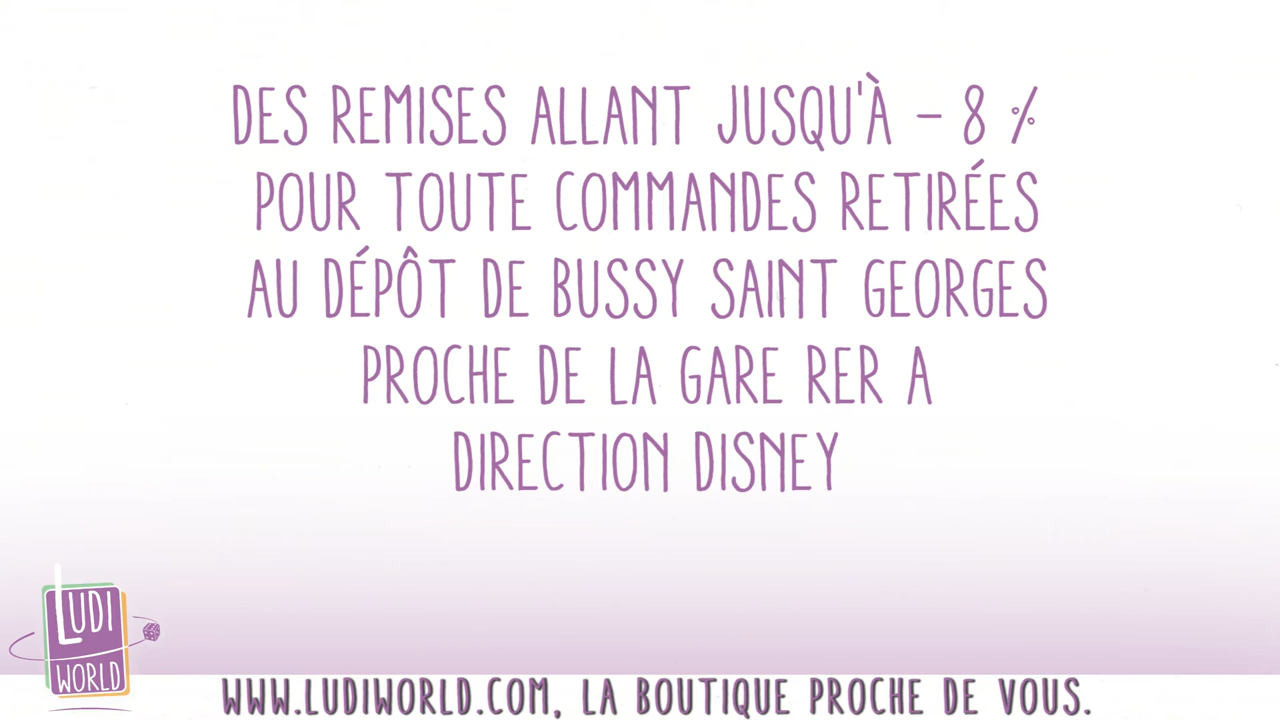 DES REMISES ALLANT JUSQU'À - 8 %
POUR TOUTE COMMANDES RETIRÉES
AU DÉPÔT DE BUSSY SAINT GEORGES
PROCHE DE LA GARE RER A
DIRECTION DISNEY
LUDI
WORLD
WWW.LUDIWORLD.COM, LA BOUTIQUE PROCHE DE VOUS.